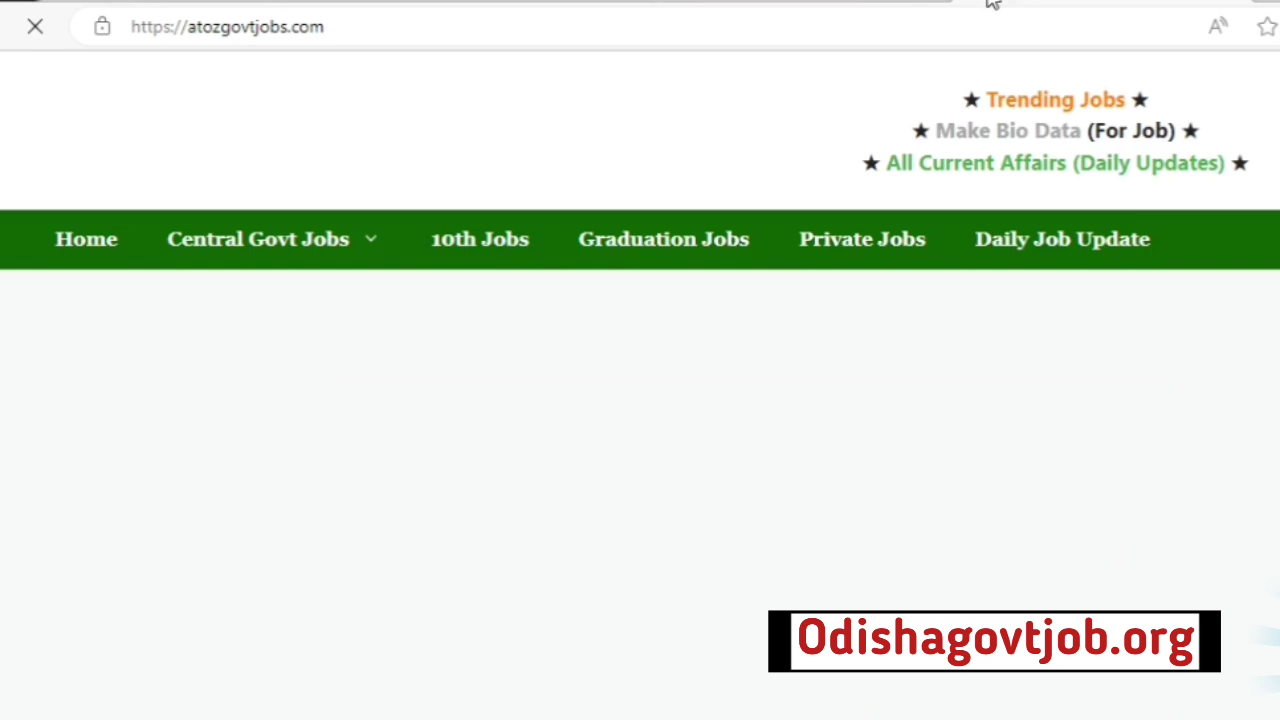 https://atozgovtjobs.com
★ Trending Jobs ★
★ Make Bio Data (For Job) ★
★ All Current Affairs (Daily Updates) ★
Home Central Govt Jobs 10th Jobs Graduation Jobs Private Jobs Daily Job Update
Odishagovtjob.org